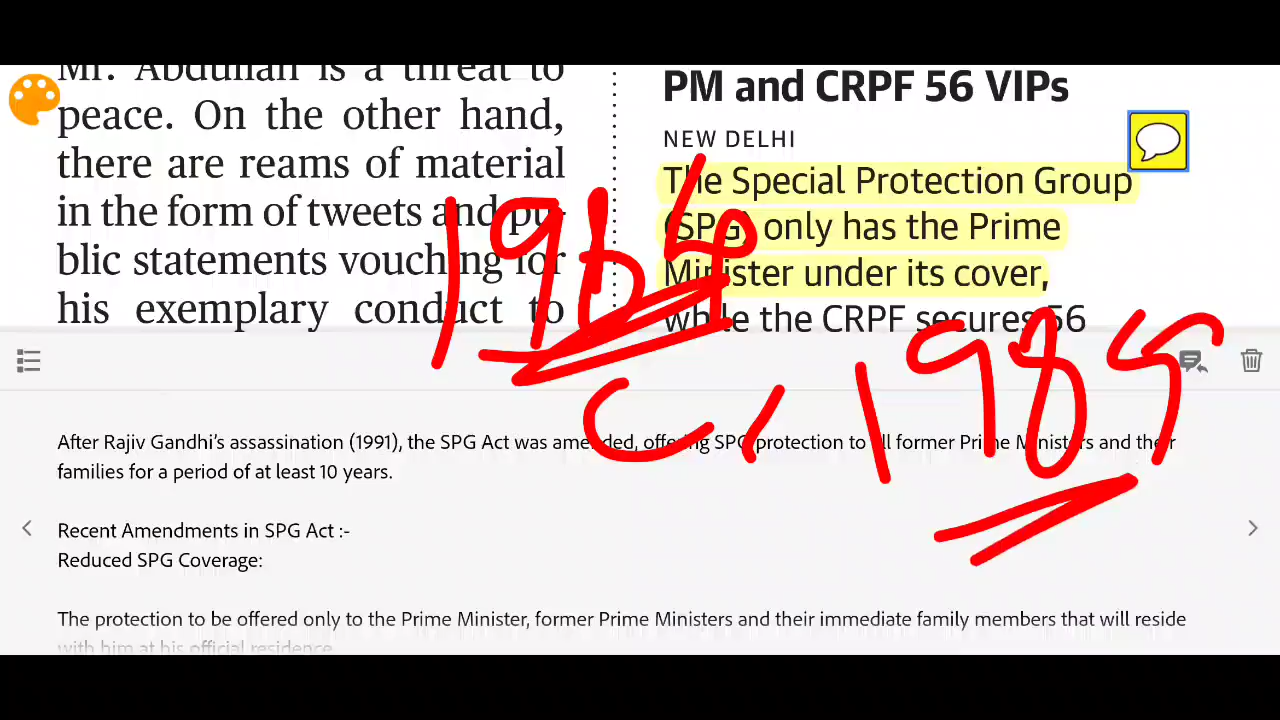 Mr. Abdullah is a threat to
peace. On the other hand,
there are reams of material
in the form of tweets and pu-
blic statements vouching for
his exemplary conduct to
PM and CRPF 56 VIPs
NEW DELHI
The Special Protection Group
(SPG) only has the Prime
Minister under its cover,
while the CRPF secures 56
1985
After Rajiv Gandhi's assassination (1991), the SPG Act was amended, offering SPG protection to all former Prime Ministers and their
families for a period of at least 10 years.
Recent Amendments in SPG Act :-
Reduced SPG Coverage:
The protection to be offered only to the Prime Minister, former Prime Ministers and their immediate family members that will reside
with him at his official residence